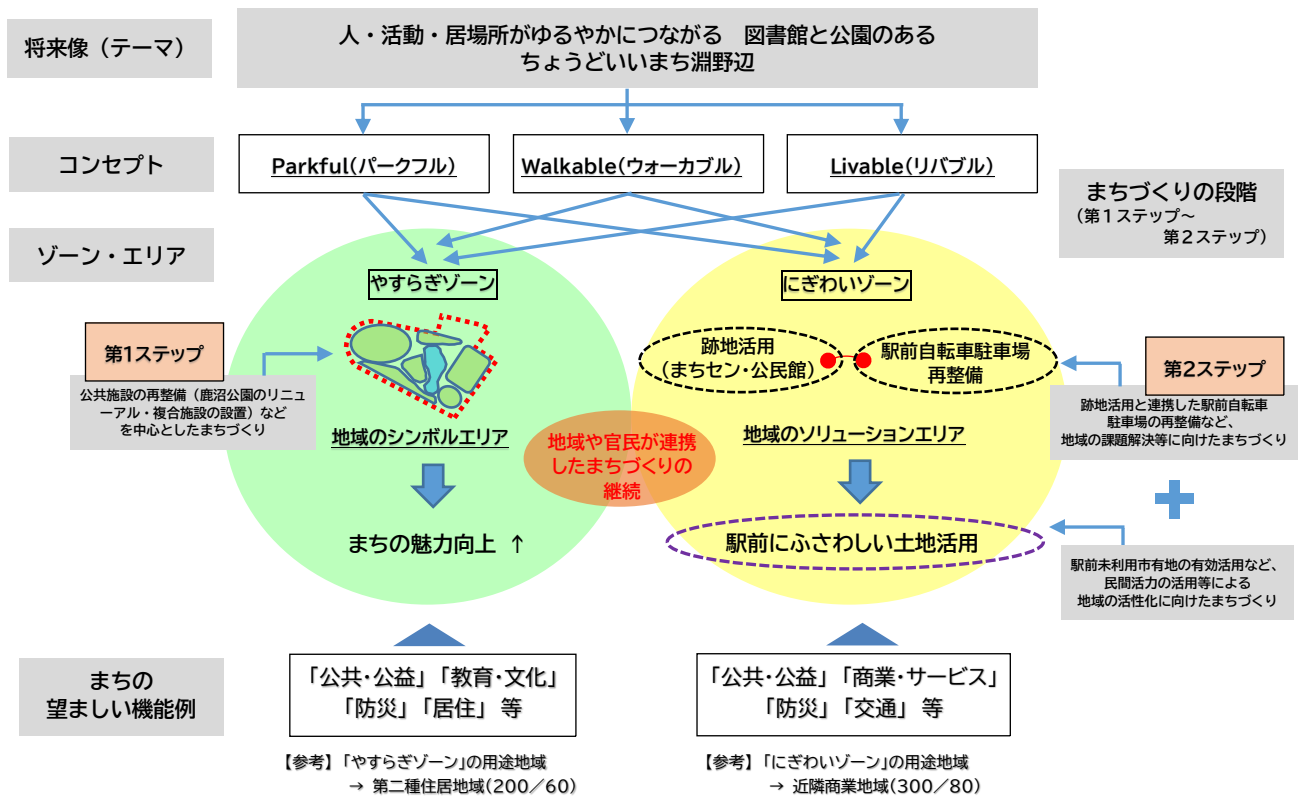 将来像（テーマ）
人・活動・居場所がゆるやかにつながる　図書館と公園のある
ちょうどいいまち淵野辺
コンセプト
Parkful(パークフル)
Walkable(ウォーカブル)
Livable(リバブル)
まちづくりの段階
（第１ステップ～
第２ステップ）
ゾーン・エリア
やすらぎゾーン
にぎわいゾーン
第1ステップ
公共施設の再整備（鹿沼公園のリニ
ューアル・複合施設の設置）など
を中心としたまちづくり
跡地活用
（まちセン・公民館）
駅前自転車駐車場
再整備
第2ステップ
跡地活用と連携した駅前自転車
駐車場の再整備など、
地域の課題解決等に向けたまちづくり
地域のシンボルエリア
地域や官民が連携
したまちづくりの
継続
地域のソリューションエリア
まちの魅力向上 ↑
駅前にふさわしい土地活用
駅前未利用市有地の有効活用など、
民間活力の活用等による
地域の活性化に向けたまちづくり
まちの
望ましい機能例
「公共・公益」「教育・文化」
「防災」「居住」 等
「公共・公益」「商業・サービス」
「防災」「交通」 等
【参考】「やすらぎゾーン」の用途地域
→ 第二種住居地域(200／60)
【参考】「にぎわいゾーン」の用途地域
→ 近隣商業地域(300／80)